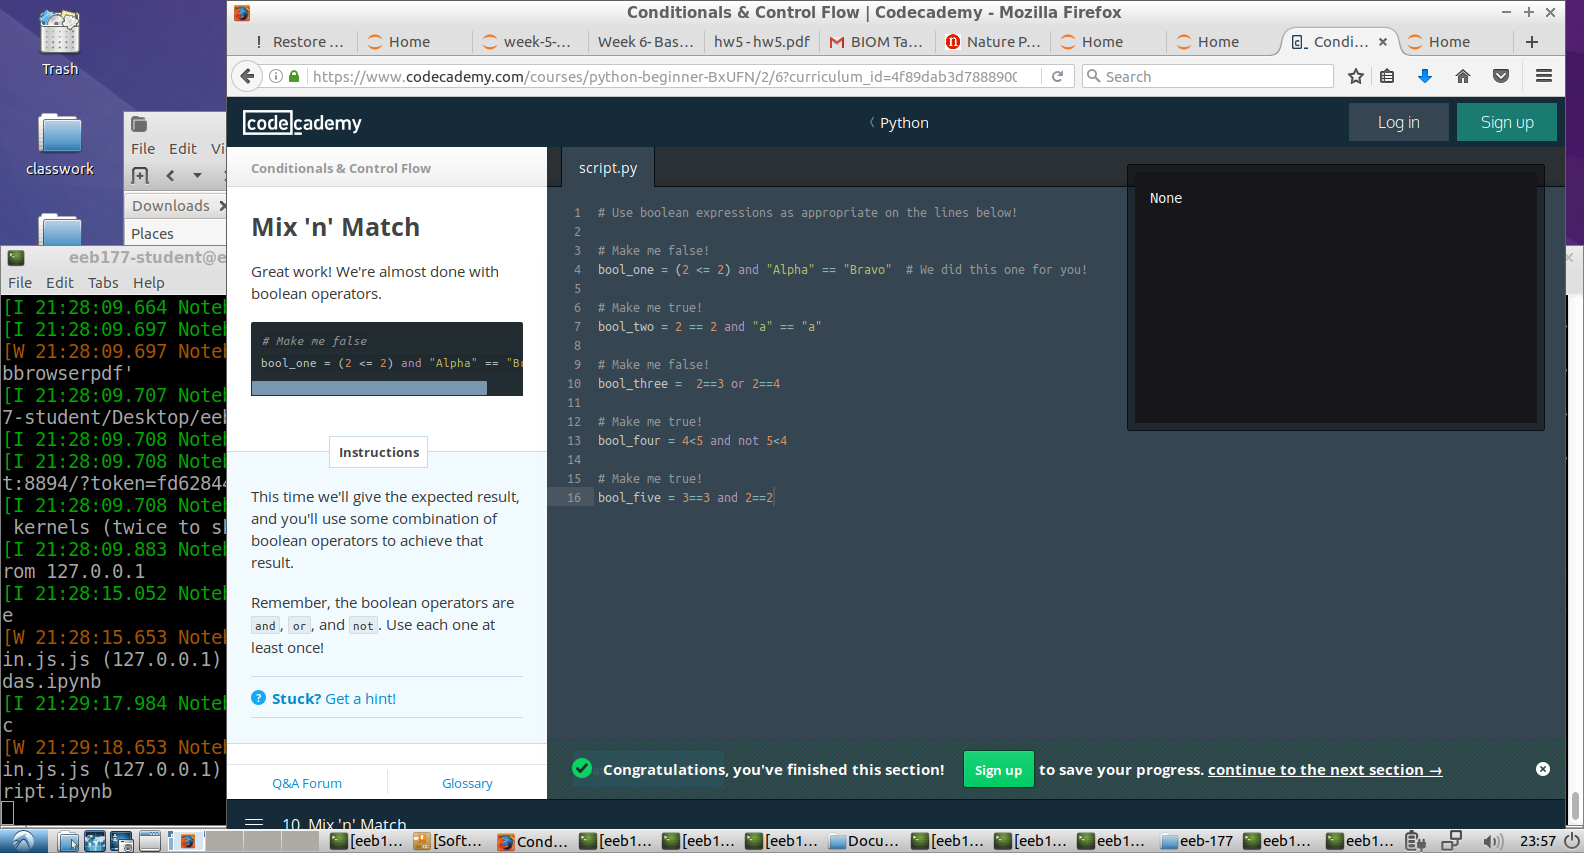 Conditionals & Control Flow | Codecademy - Mozilla Firefox
! Restore ...
Home
week-5-...
Week 6- Bas...
hw5 - hw5.pdf
BIOM Ta...
Nature P...
Home
Home
Condi...
Home
https://www.codecademy.com/courses/python-beginner-BxUFN/2/6?curriculum_id=4f89dab3d788890
Search
Trash
classwork
File Edit Vi
Downloads
Places
codecademy
Python
Log in
Sign up
Conditionals & Control Flow
Mix 'n' Match
Great work! We're almost done with
boolean operators.
# Make me false
bool_one = (2 <= 2) and "Alpha" == "Br
Instructions
This time we'll give the expected result,
and you'll use some combination of
boolean operators to achieve that
result.
Remember, the boolean operators are
and, or, and not. Use each one at
least once!
? Stuck? Get a hint!
Q&A Forum
Glossary
script.py
1 # Use boolean expressions as appropriate on the lines below!
2
3 # Make me false!
4 bool_one = (2 <= 2) and "Alpha" == "Bravo"  # We did this one for you!
5
6 # Make me true!
7 bool_two = 2 == 2 and "a" == "a"
8
9 # Make me false!
10 bool_three =  2==3 or 2==4
11
12 # Make me true!
13 bool_four = 4<5 and not 5<4
14
15 # Make me true!
16 bool_five = 3==3 and 2==2
None
Congratulations, you've finished this section! Sign up to save your progress. continue to the next section →
10. Mix 'n' Match
eeb177-student@e
File Edit Tabs Help
[I 21:28:09.664 Noteb
[I 21:28:09.697 Noteb
[W 21:28:09.697 Noteb
bbrowserpdf'
[I 21:28:09.707 Noteb
7-student/Desktop/eeb
[I 21:28:09.708 Noteb
[I 21:28:09.708 Noteb
t:8894/?token=fd62844
[I 21:28:09.708 Noteb
kernels (twice to sk
[I 21:28:09.883 Noteb
rom 127.0.0.1
[I 21:28:15.052 Noteb
e
[W 21:28:15.653 Noteb
in.js.js (127.0.0.1)
das.ipynb
[I 21:29:17.984 Noteb
c
[W 21:29:18.653 Noteb
in.js.js (127.0.0.1)
ript.ipynb
[eeb1...
[Soft...
Cond...
[eeb1...
[eeb1...
[eeb1...
Docu...
[eeb1...
[eeb1...
eeb1...
eeb-177
eeb1...
eeb1...
23:57